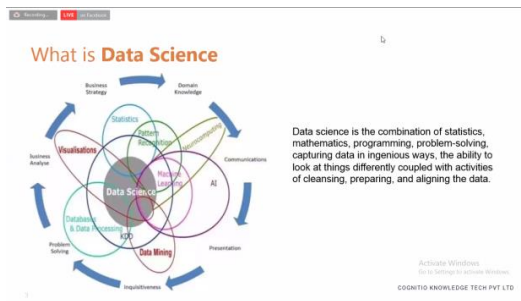 Recording...
LIVE on Facebook
What is Data Science
Business
Strategy
Domain
Knowledge
Statistics
Pattern
Recognition
Neurocomputing
Visualisations
business
Analyse
Communications
Machine
Learning
AI
Data Science
Databases
& Data Processing
KDD
Data Mining
Problem
Solving
Presentation
Inquisitiveness
Data science is the combination of statistics,
mathematics, programming, problem-solving,
capturing data in ingenious ways, the ability to
look at things differently coupled with activities
of cleansing, preparing, and aligning the data.
Activate Windows
Go to Settings to activate Windows.
COGNITIO KNOWLEDGE TECH PVT LTD